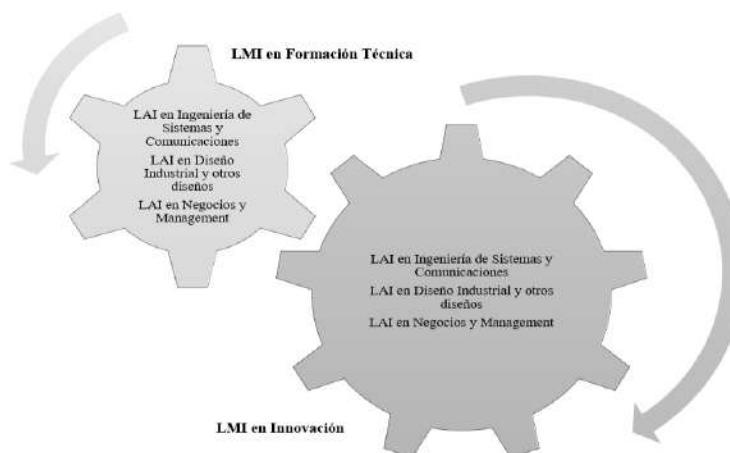 LMI en Formación Técnica
LAI en Ingeniería de
Sistemas y
Comunicaciones
LAI en Diseño
Industrial y otros
diseños
LAI en Negocios y
Management
LAI en Ingeniería de Sistemas y
Comunicaciones
LAI en Diseño Industrial y otros
diseños
LAI en Negocios y Management
LMI en Innovación